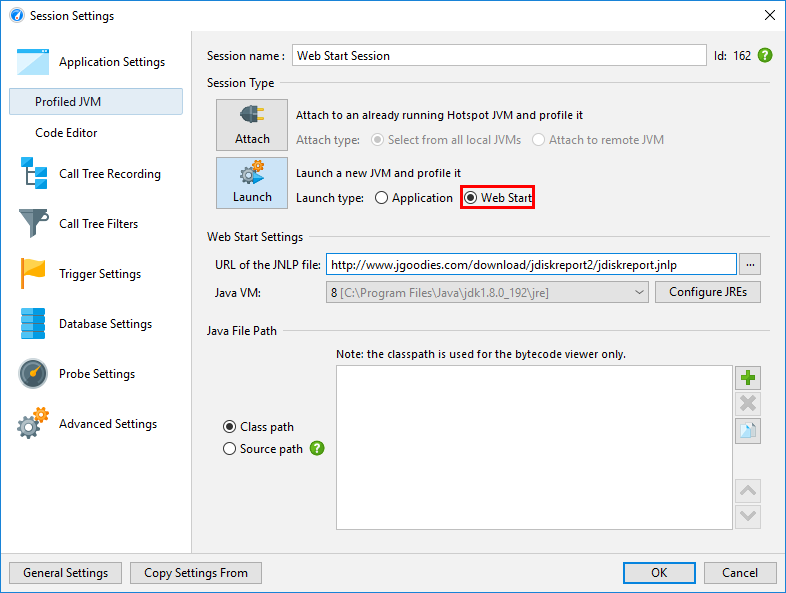 Session Settings
Application Settings
Profiled JVM
Code Editor
Call Tree Recording
Call Tree Filters
Trigger Settings
Database Settings
Probe Settings
Advanced Settings
Session name : Web Start Session Id: 162 ?
Session Type
Attach
Attach to an already running Hotspot JVM and profile it
Attach type: Select from all local JVMs Attach to remote JVM
Launch
Launch a new JVM and profile it
Launch type: Application Web Start
Web Start Settings
URL of the JNLP file: http://www.jgoodies.com/download/jdiskreport2/jdiskreport.jnlp ...
Java VM: 8 [C:\Program Files\Java\jdk1.8.0_192\jre] Configure JREs
Java File Path
Note: the classpath is used for the bytecode viewer only.
Class path
Source path ?
General Settings Copy Settings From OK Cancel